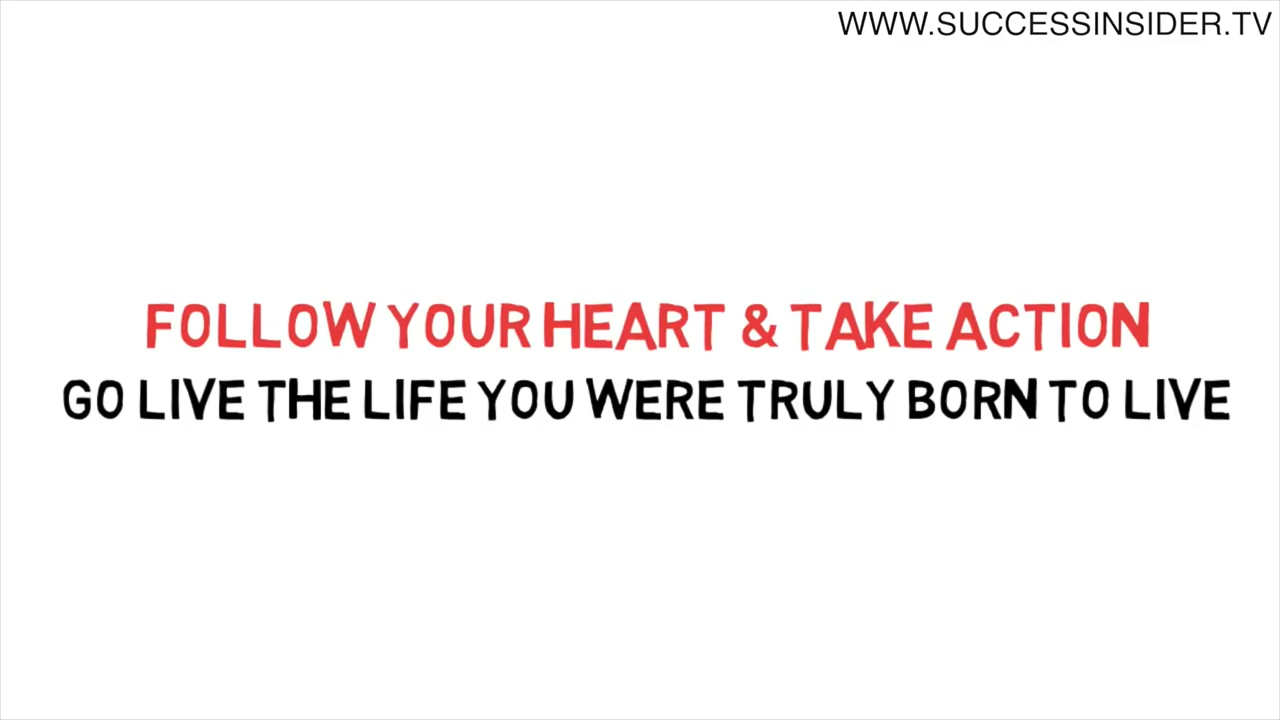 WWW.SUCCESSINSIDER.TV
FOLLOW YOUR HEART & TAKE ACTION
GO LIVE THE LIFE YOU WERE TRULY BORN TO LIVE